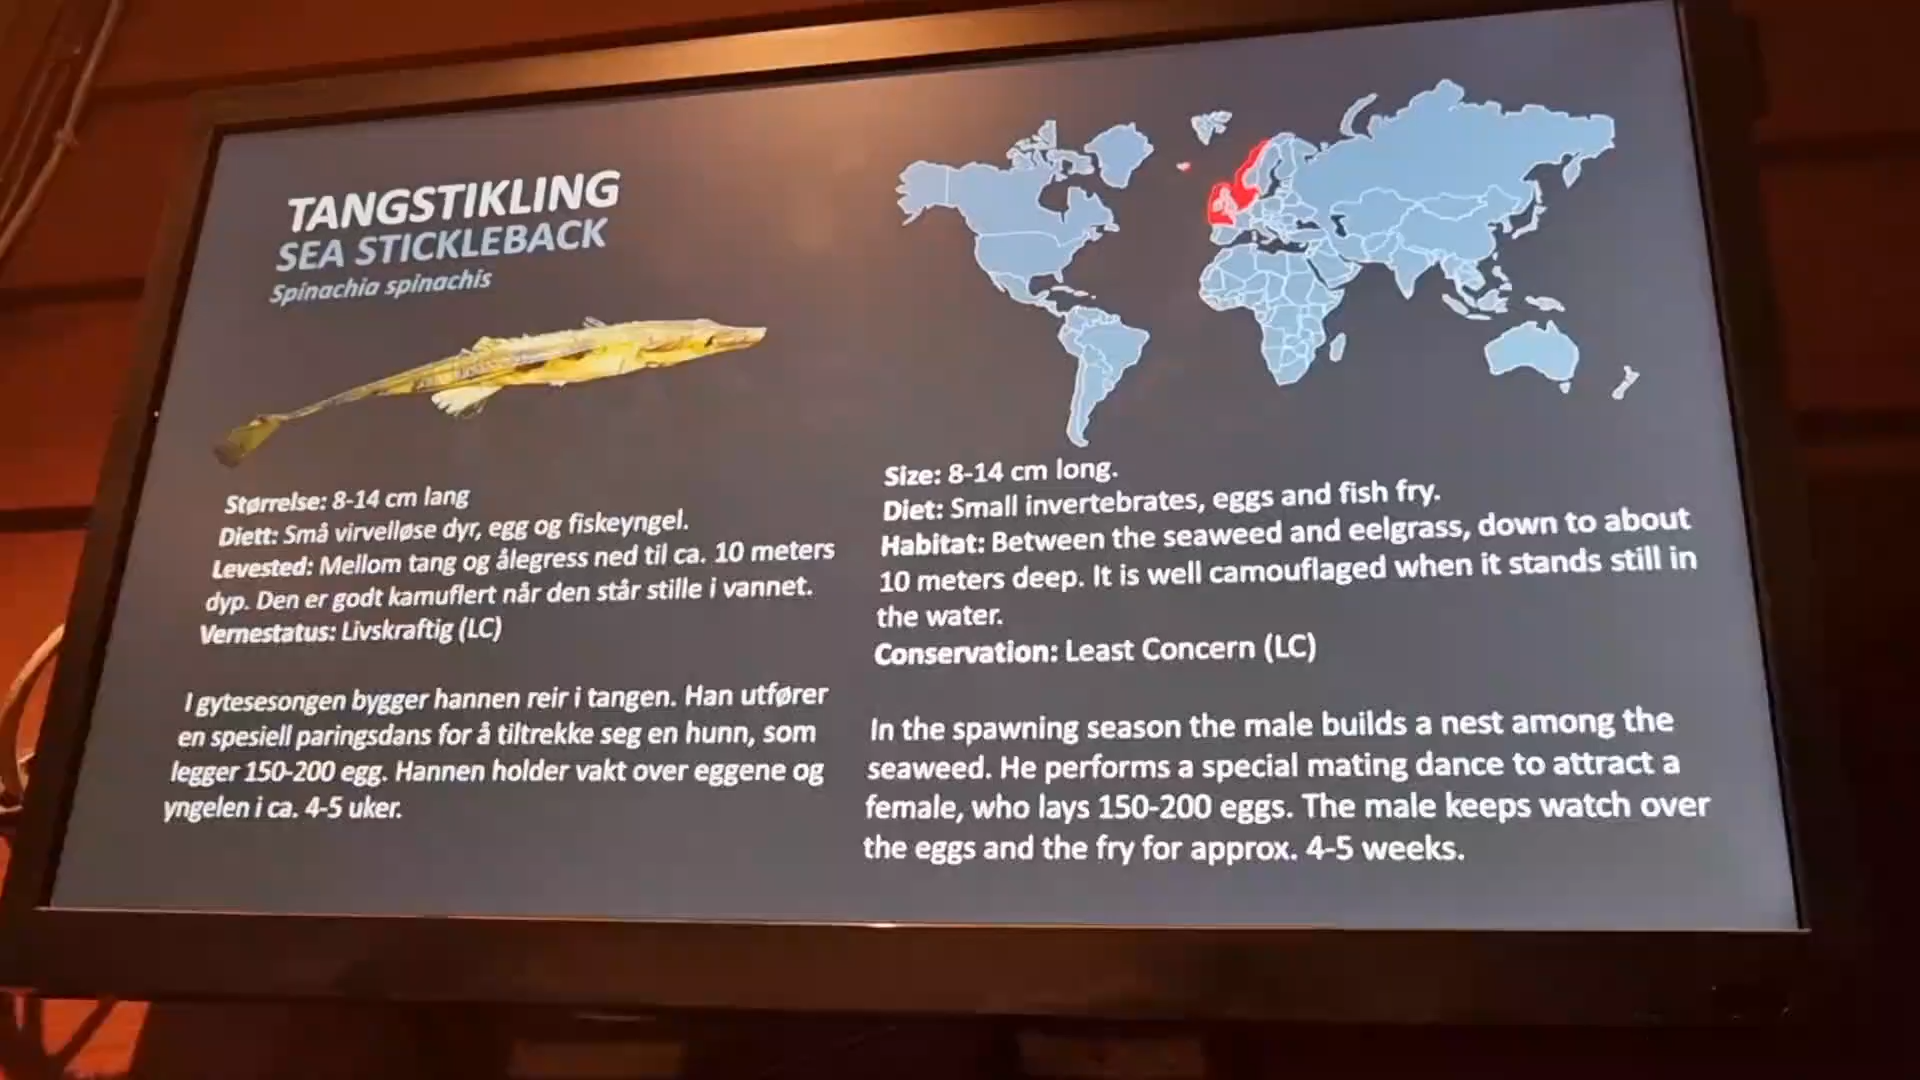 TANGSTIKLING
SEA STICKLEBACK
Spinachia spinachis
Størrelse: 8-14 cm lang
Diett: Små virvelløse dyr, egg og fiskeyngel.
Levested: Mellom tang og ålegress ned til ca. 10 meters
dyp. Den er godt kamuflert når den står stille i vannet.
Vernestatus: Livskraftig (LC)
I gytesesongen bygger hannen reir i tangen. Han utfører
en spesiell paringsdans for å tiltrekke seg en hunn, som
legger 150-200 egg. Hannen holder vakt over eggene og
yngelen i ca. 4-5 uker.
Size: 8-14 cm long.
Diet: Small invertebrates, eggs and fish fry.
Habitat: Between the seaweed and eelgrass, down to about
10 meters deep. It is well camouflaged when it stands still in
the water.
Conservation: Least Concern (LC)
In the spawning season the male builds a nest among the
seaweed. He performs a special mating dance to attract a
female, who lays 150-200 eggs. The male keeps watch over
the eggs and the fry for approx. 4-5 weeks.